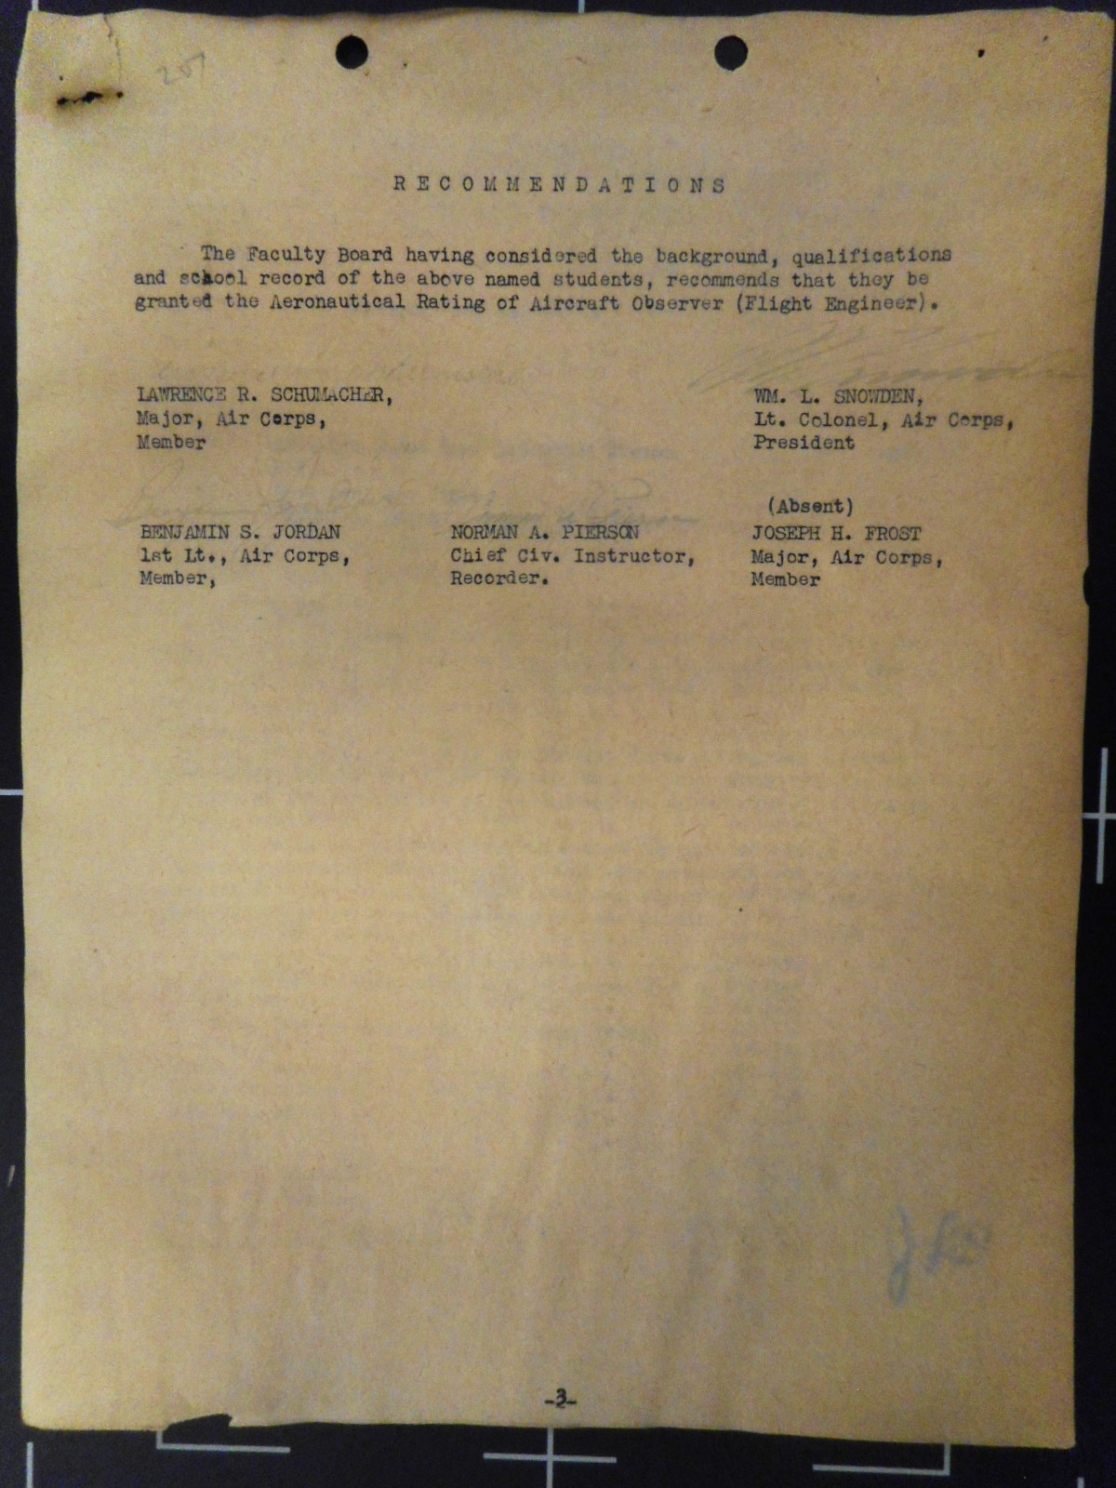 201
R E C O M M E N D A T I O N S
The Faculty Board having considered the background, qualifications
and school record of the above named students, recommends that they be
granted the Aeronautical Rating of Aircraft Observer (Flight Engineer).
LAWRENCE R. SCHUMACHER,
Major, Air Corps,
Member
WM. L. SNOWDEN,
Lt. Colonel, Air Corps,
President
BENJAMIN S. JORDAN
1st Lt., Air Corps,
Member,
NORMAN A. PIERSON
Chief Civ. Instructor,
Recorder.
(Absent)
JOSEPH H. FROST
Major, Air Corps,
Member
-3-